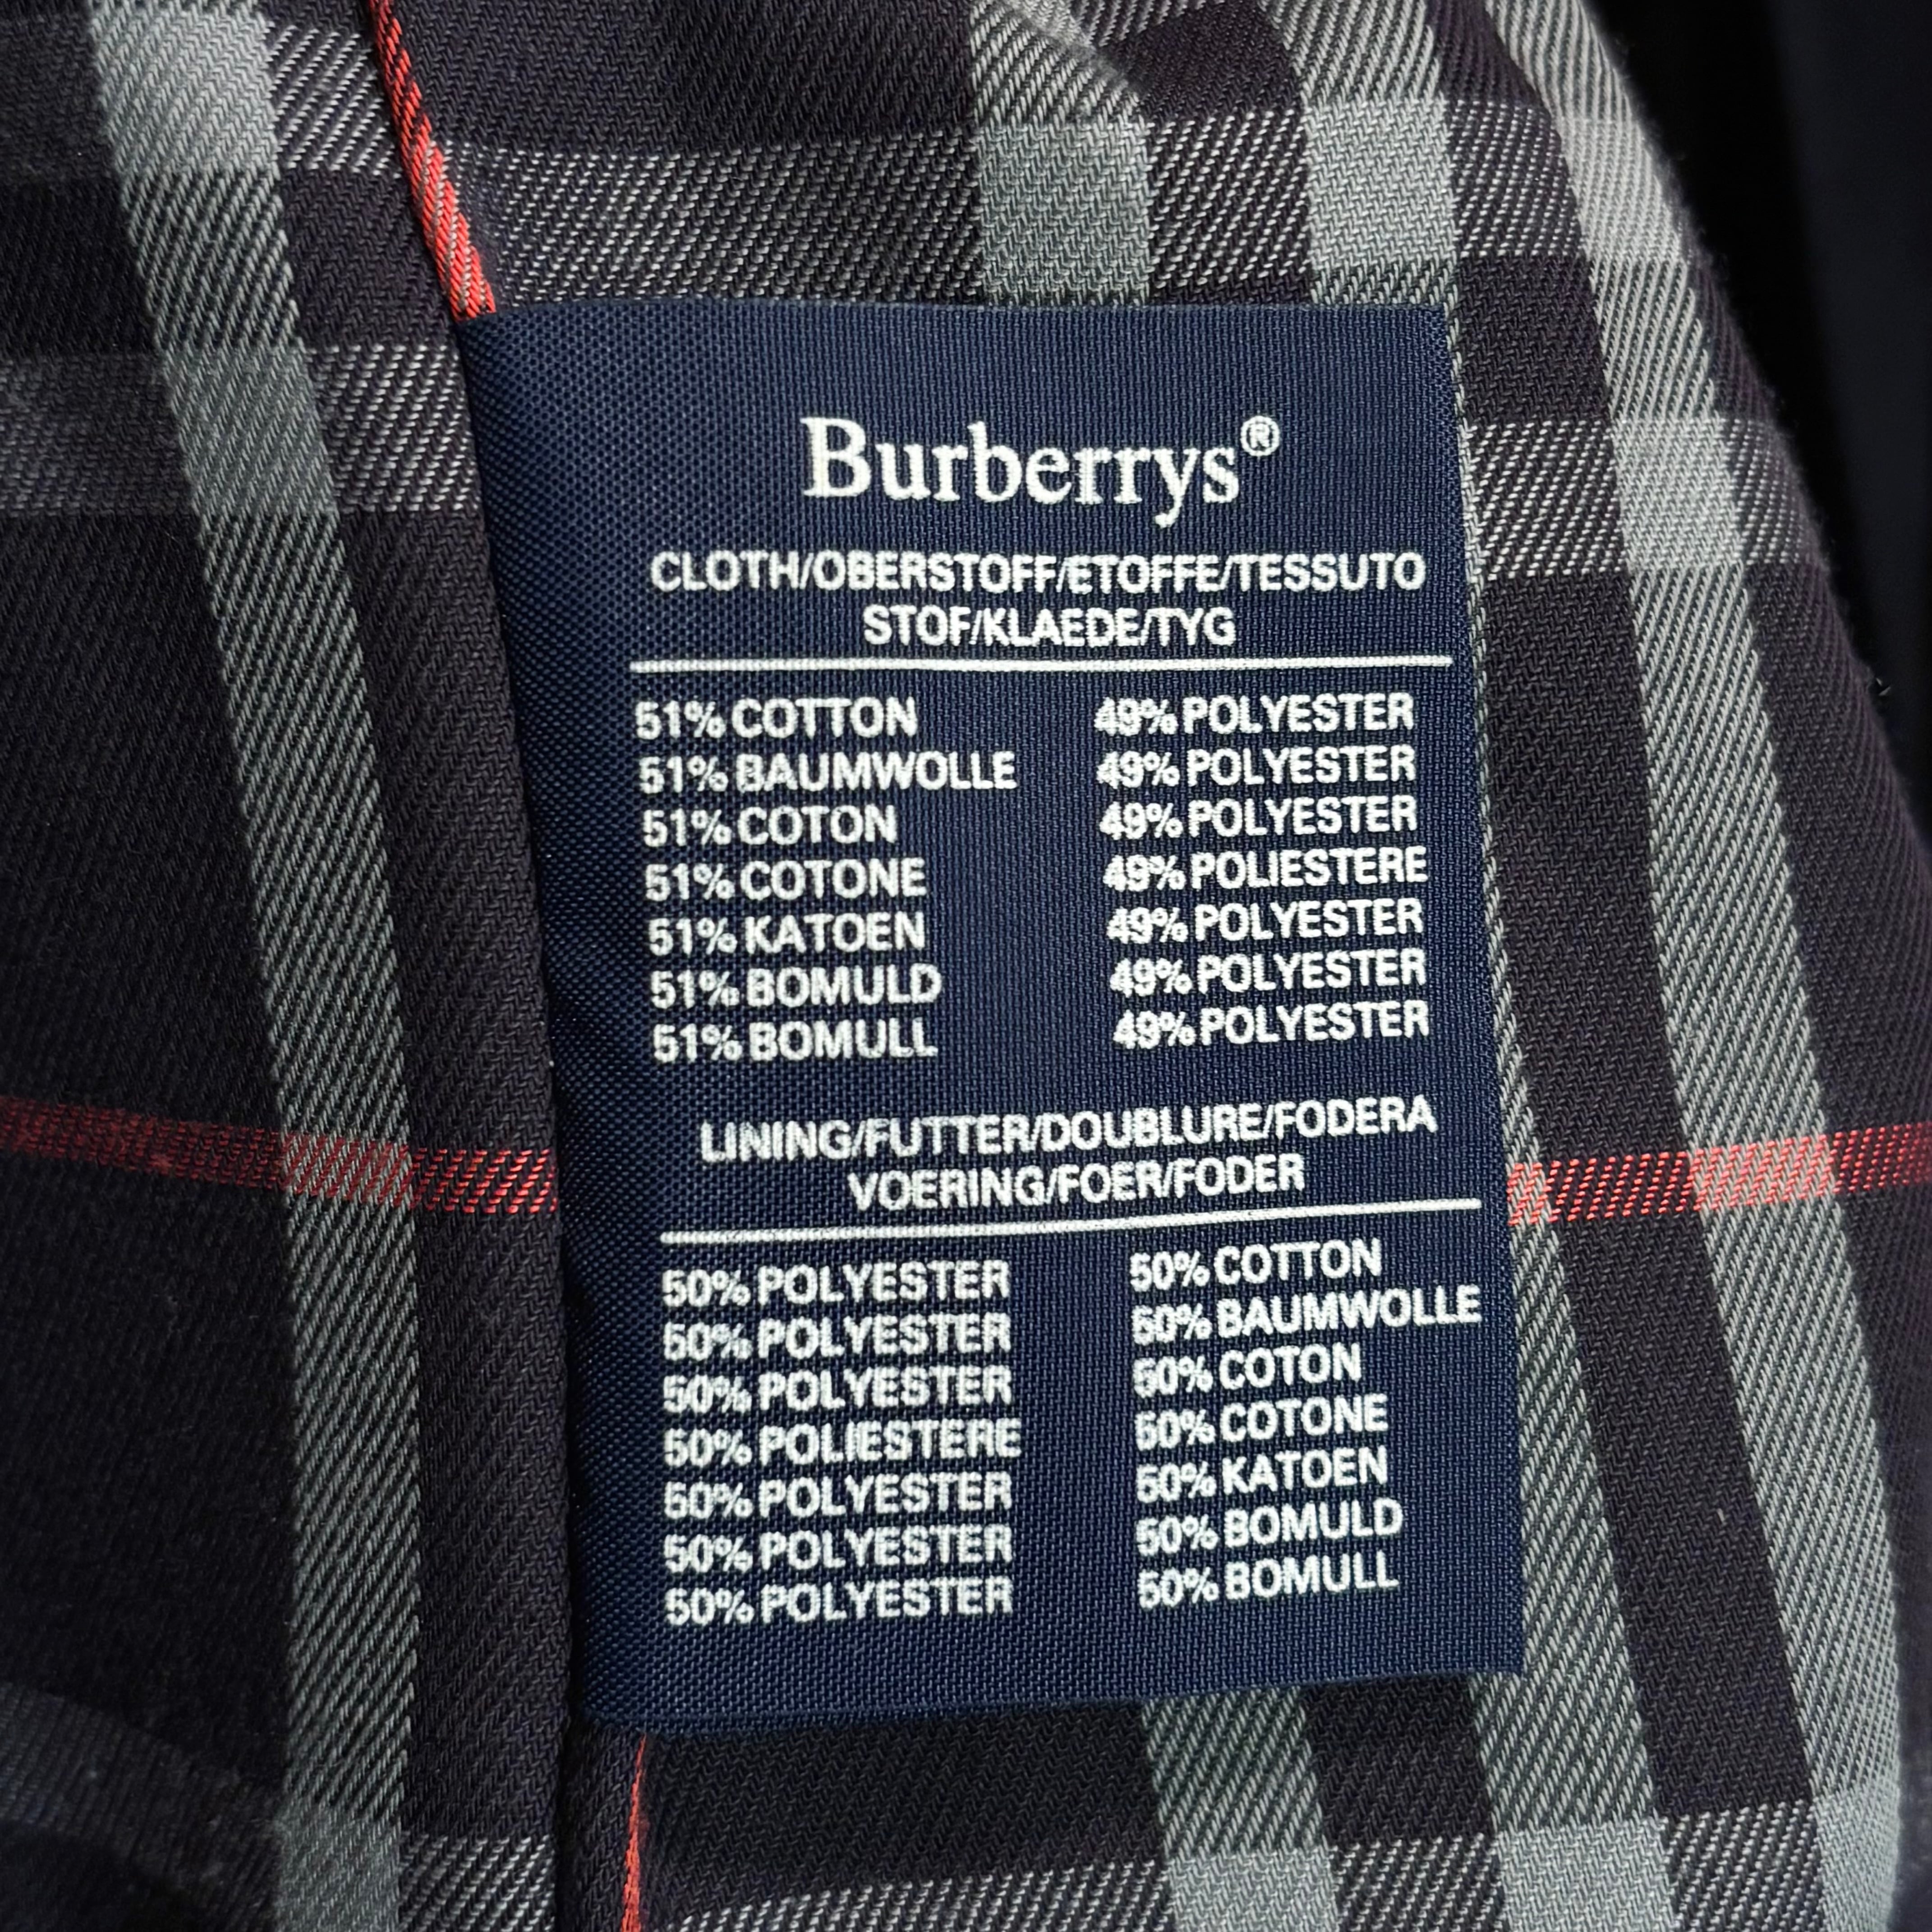 Burberrys®
CLOTH/OBERSTOFF/ETOFFE/TESSUTO
STOF/KLAEDE/TYG
51% COTTON 49% POLYESTER
51% BAUMWOLLE 49% POLYESTER
51% COTON 49% POLYESTER
51% COTONE 49% POLIESTERE
51% KATOEN 49% POLYESTER
51% BOMULD 49% POLYESTER
51% BOMULL 49% POLYESTER
LINING/FUTTER/DOUBLURE/FODERA
VOERING/FOER/FODER
50% POLYESTER 50% COTTON
50% POLYESTER 50% BAUMWOLLE
50% POLYESTER 50% COTON
50% POLIESTERE 50% COTONE
50% POLYESTER 50% KATOEN
50% POLYESTER 50% BOMULD
50% POLYESTER 50% BOMULL